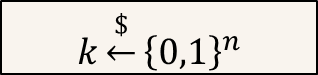 k ←$ {0,1}ⁿ